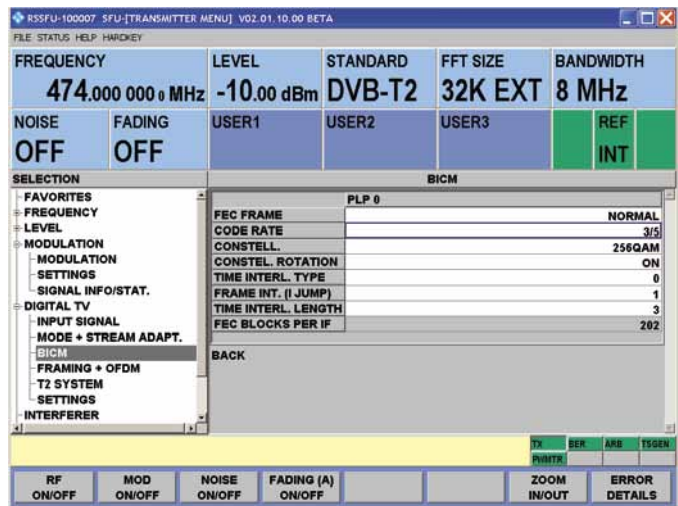 RSSFU-100007 SFU-[TRANSMITTER MENU] V02.01.10.00 BETA
FILE STATUS HELP HARDKEY
FREQUENCY LEVEL STANDARD FFT SIZE BANDWIDTH
474.000 000 0 MHz -10.00 dBm DVB-T2 32K EXT 8 MHz
NOISE FADING USER1 USER2 USER3 REF
OFF OFF INT
SELECTION BICM
FAVORITES
FREQUENCY
LEVEL
MODULATION
MODULATION
SETTINGS
SIGNAL INFO/STAT.
DIGITAL TV
INPUT SIGNAL
MODE + STREAM ADAPT.
BICM
FRAMING + OFDM
T2 SYSTEM
SETTINGS
INTERFERER
PLP 0
FEC FRAME NORMAL
CODE RATE 3/5
CONSTELL. 256QAM
CONSTEL. ROTATION ON
TIME INTERL. TYPE 0
FRAME INT. (I JUMP) 1
TIME INTERL. LENGTH 3
FEC BLOCKS PER IF 202
BACK
TX BER ARB TSGEN
PWMTR
RF ON/OFF MOD ON/OFF NOISE ON/OFF FADING (A) ON/OFF ZOOM IN/OUT ERROR DETAILS